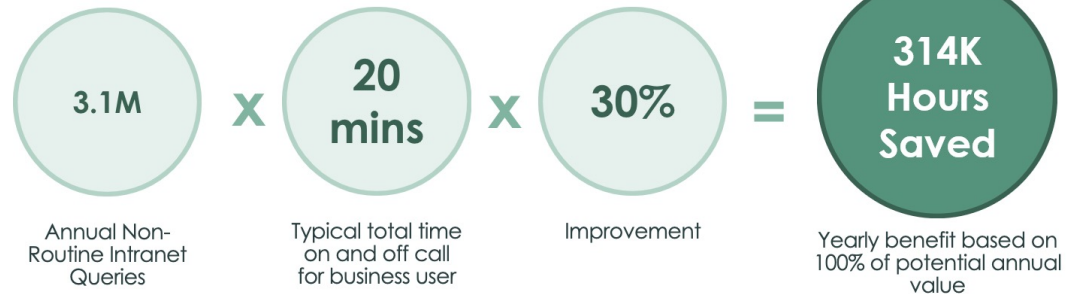 3.1M
x
20
mins
x
30%
=
314K
Hours
Saved
Annual Non-
Routine Intranet
Queries
Typical total time
on and off call
for business user
Improvement
Yearly benefit based on
100% of potential annual
value